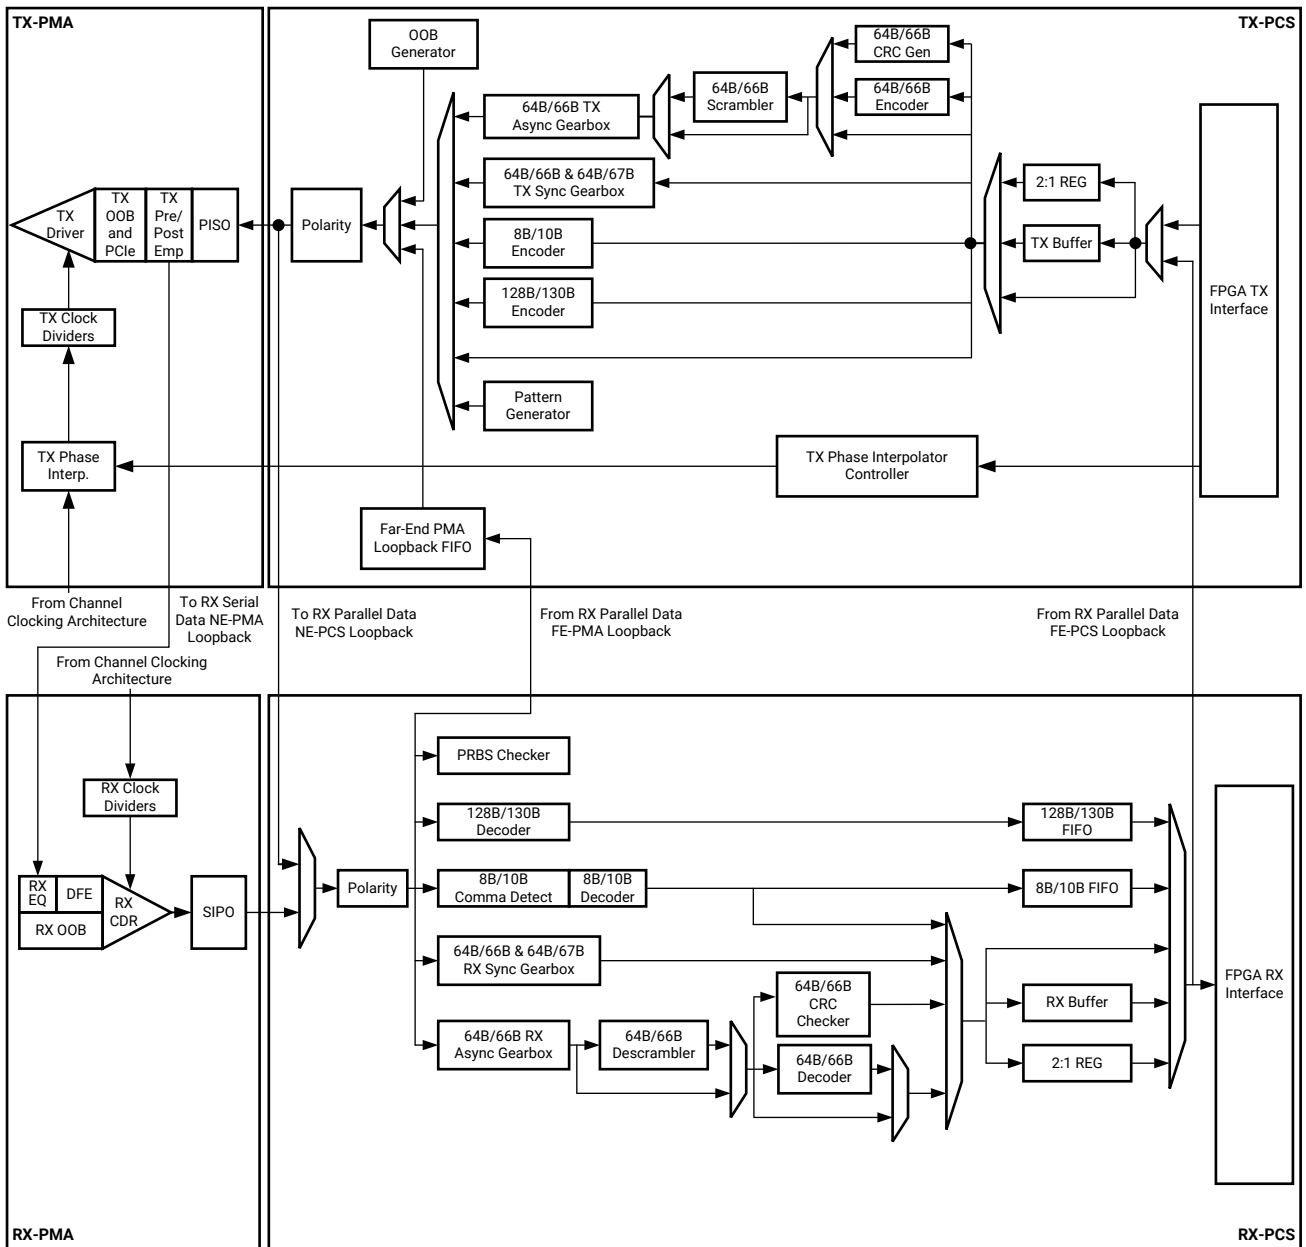 TX-PMA
TX-PCS
OOB
Generator
64B/66B
CRC Gen
64B/66B
Scrambler
64B/66B
Encoder
64B/66B TX
Async Gearbox
64B/66B & 64B/67B
TX Sync Gearbox
2:1 REG
TX
Driver
TX
OOB
and
PCIe
TX
Pre/
Post
Emp
PISO
Polarity
8B/10B
Encoder
TX Buffer
FPGA TX
Interface
128B/130B
Encoder
TX Clock
Dividers
Pattern
Generator
TX Phase
Interp.
TX Phase Interpolator
Controller
Far-End PMA
Loopback FIFO
From Channel
Clocking Architecture
To RX Serial
Data NE-PMA
Loopback
To RX Parallel Data
NE-PCS Loopback
From RX Parallel Data
FE-PMA Loopback
From RX Parallel Data
FE-PCS Loopback
From Channel Clocking
Architecture
PRBS Checker
RX Clock
Dividers
128B/130B
Decoder
128B/130B
FIFO
RX
EQ
DFE
RX
CDR
RX OOB
SIPO
Polarity
8B/10B
Comma Detect
8B/10B
Decoder
8B/10B FIFO
64B/66B & 64B/67B
RX Sync Gearbox
64B/66B
CRC
Checker
RX Buffer
FPGA RX
Interface
64B/66B RX
Async Gearbox
64B/66B
Descrambler
64B/66B
Decoder
2:1 REG
RX-PMA
RX-PCS